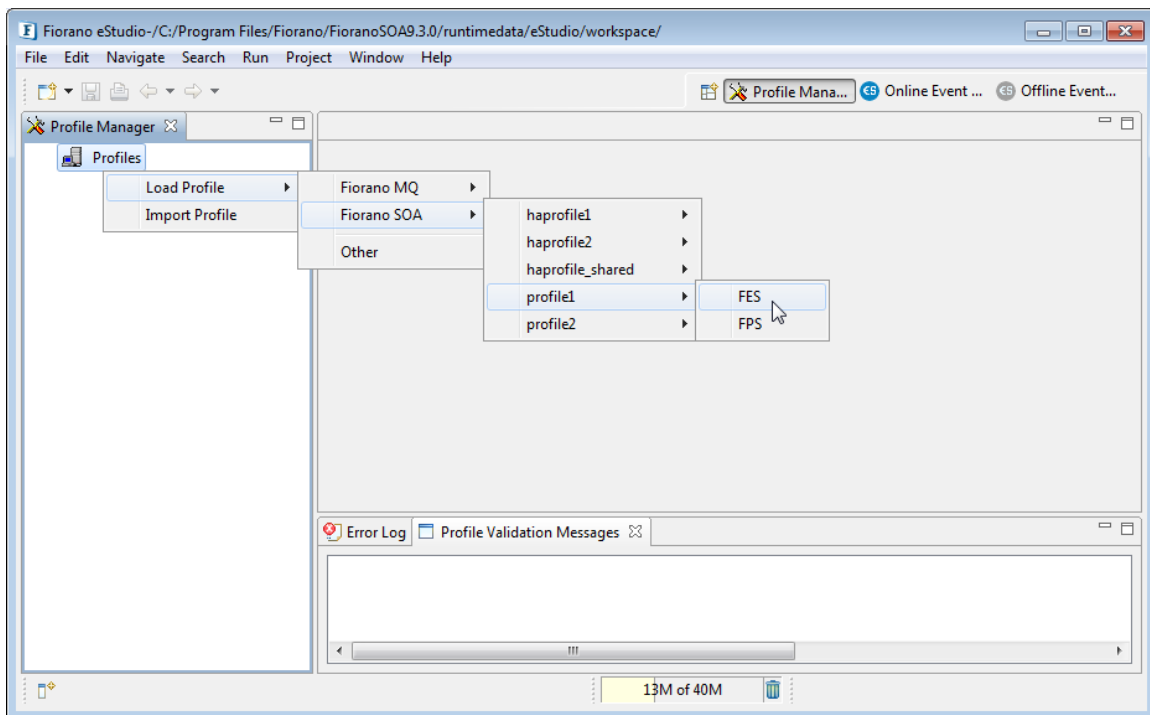 Fiorano eStudio-/C:/Program Files/Fiorano/FioranoSOA9.3.0/runtimedata/eStudio/workspace/
File Edit Navigate Search Run Project Window Help
Profile Mana... Online Event ... Offline Event...
Profile Manager
Profiles
Load Profile
Import Profile
Fiorano MQ
Fiorano SOA
Other
haprofile1
haprofile2
haprofile_shared
profile1
profile2
FES
FPS
Error Log Profile Validation Messages
13M of 40M